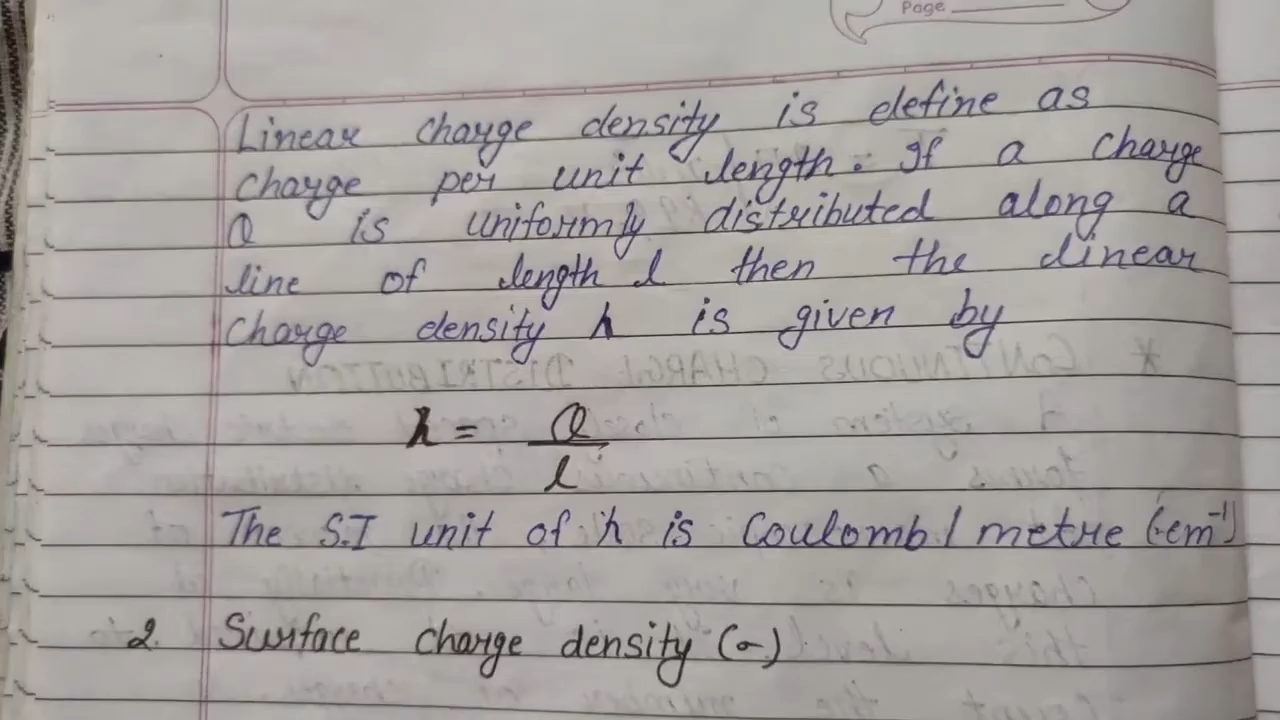 Page
Linear charge density is define as
charge per unit length. If a charge
Q is uniformly distributed along a
line of length l then the linear
charge density λ is given by
λ = Q
l
The S.I unit of λ is Coulomb / metre (cm⁻¹)
2. Surface charge density (σ)